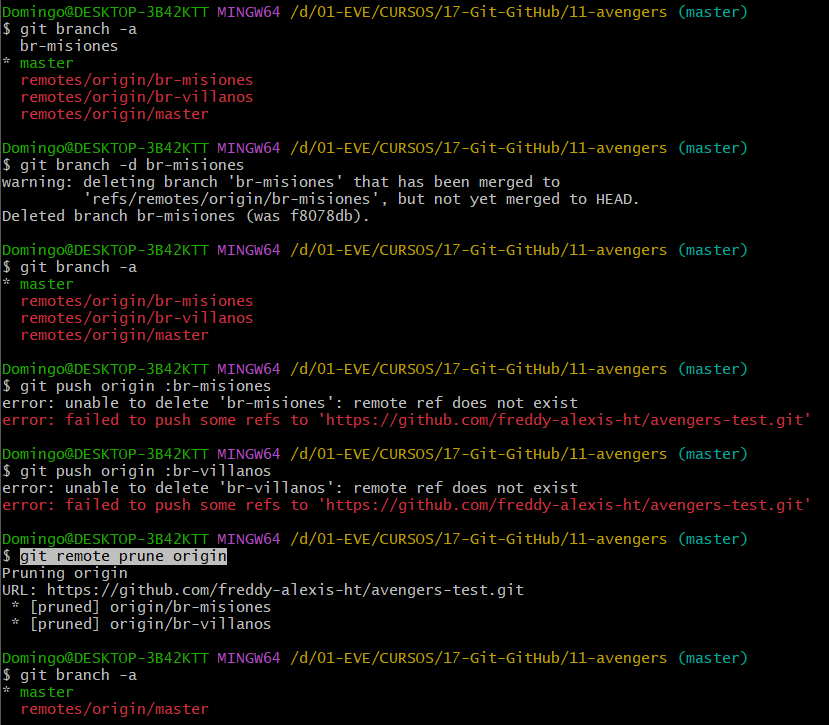 Domingo@DESKTOP-3B42KTT MINGW64 /d/01-EVE/CURSOS/17-Git-GitHub/11-avengers (master)
$ git branch -a
  br-misiones
* master
  remotes/origin/br-misiones
  remotes/origin/br-villanos
  remotes/origin/master

Domingo@DESKTOP-3B42KTT MINGW64 /d/01-EVE/CURSOS/17-Git-GitHub/11-avengers (master)
$ git branch -d br-misiones
warning: deleting branch 'br-misiones' that has been merged to
         'refs/remotes/origin/br-misiones', but not yet merged to HEAD.
Deleted branch br-misiones (was f8078db).

Domingo@DESKTOP-3B42KTT MINGW64 /d/01-EVE/CURSOS/17-Git-GitHub/11-avengers (master)
$ git branch -a
* master
  remotes/origin/br-misiones
  remotes/origin/br-villanos
  remotes/origin/master

Domingo@DESKTOP-3B42KTT MINGW64 /d/01-EVE/CURSOS/17-Git-GitHub/11-avengers (master)
$ git push origin :br-misiones
error: unable to delete 'br-misiones': remote ref does not exist
error: failed to push some refs to 'https://github.com/freddy-alexis-ht/avengers-test.git'

Domingo@DESKTOP-3B42KTT MINGW64 /d/01-EVE/CURSOS/17-Git-GitHub/11-avengers (master)
$ git push origin :br-villanos
error: unable to delete 'br-villanos': remote ref does not exist
error: failed to push some refs to 'https://github.com/freddy-alexis-ht/avengers-test.git'

Domingo@DESKTOP-3B42KTT MINGW64 /d/01-EVE/CURSOS/17-Git-GitHub/11-avengers (master)
$ git remote prune origin
Pruning origin
URL: https://github.com/freddy-alexis-ht/avengers-test.git
 * [pruned] origin/br-misiones
 * [pruned] origin/br-villanos

Domingo@DESKTOP-3B42KTT MINGW64 /d/01-EVE/CURSOS/17-Git-GitHub/11-avengers (master)
$ git branch -a
* master
  remotes/origin/master